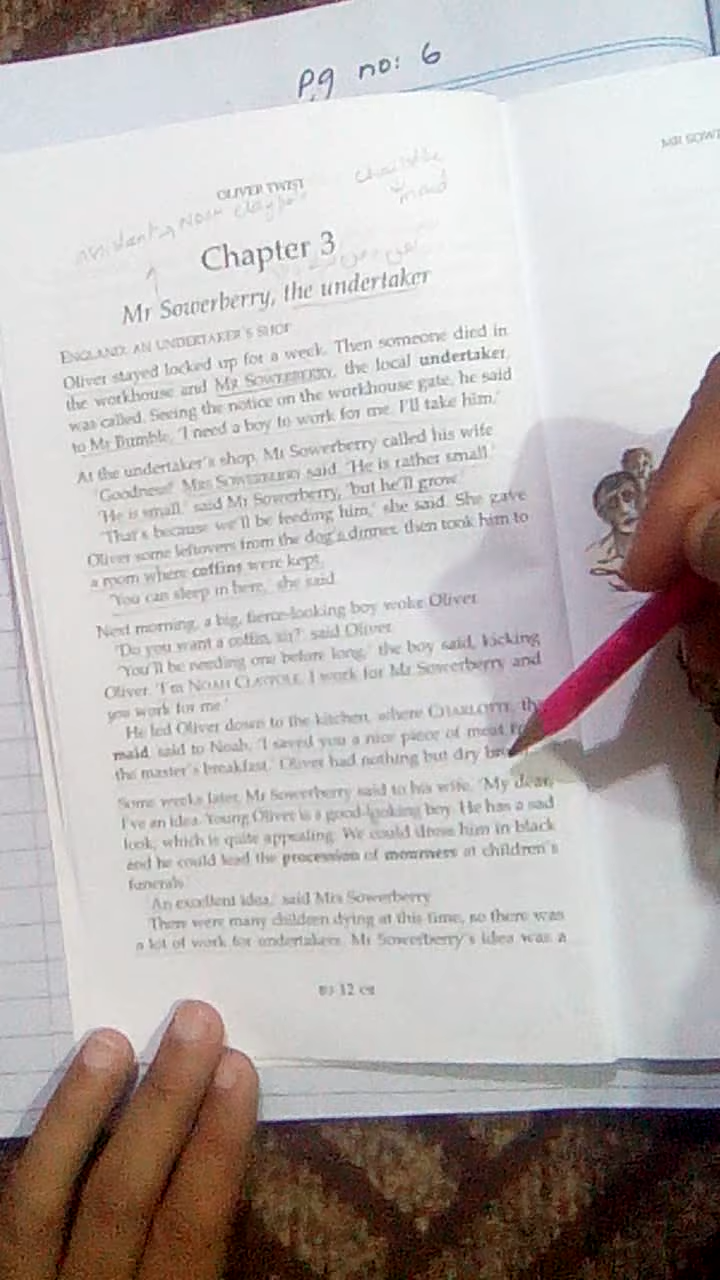 Pg no: 6
OLIVER TWIST
MR SOW
Noah claypole
Charlotte
maid
Chapter 3
Mr Sowerberry, the undertaker
ENGLAND: AN UNDERTAKER'S SHOP
Oliver stayed locked up for a week. Then someone died in
the workhouse and MR SOWERBERRY, the local undertaker,
was called. Seeing the notice on the workhouse gate, he said
to Mr Bumble, 'I need a boy to work for me. I'll take him.'
At the undertaker's shop, Mr Sowerberry called his wife
'Goodness!' MRS SOWERBERRY said. 'He is rather small.'
'He is small,' said Mr Sowerberry, 'but he'll grow.'
'That's because we'll be feeding him,' she said. She gave
Oliver some leftovers from the dog's dinner, then took him to
a room where coffins were kept.
'You can sleep in here,' she said.
Next morning, a big, fierce-looking boy woke Oliver.
'Do you want a coffin, sir?' said Oliver.
'You'll be needing one before long,' the boy said, kicking
Oliver. 'I'm NOAH CLAYPOLE. I work for Mr Sowerberry and
you work for me.'
He led Oliver down to the kitchen, where CHARLOTTE, the
maid, said to Noah, 'I saved you a nice piece of meat
the master's breakfast.' Oliver had nothing but dry
Some weeks later, Mr Sowerberry said to his wife, 'My dear,
I've an idea. Young Oliver is a good-looking boy. He has a sad
look, which is quite appealing. We could dress him in black
and he could lead the procession of mourners at children's
funerals.'
'An excellent idea,' said Mrs Sowerberry.
There were many children dying at this time, so there was
a lot of work for undertakers. Mr Sowerberry's idea was a
12